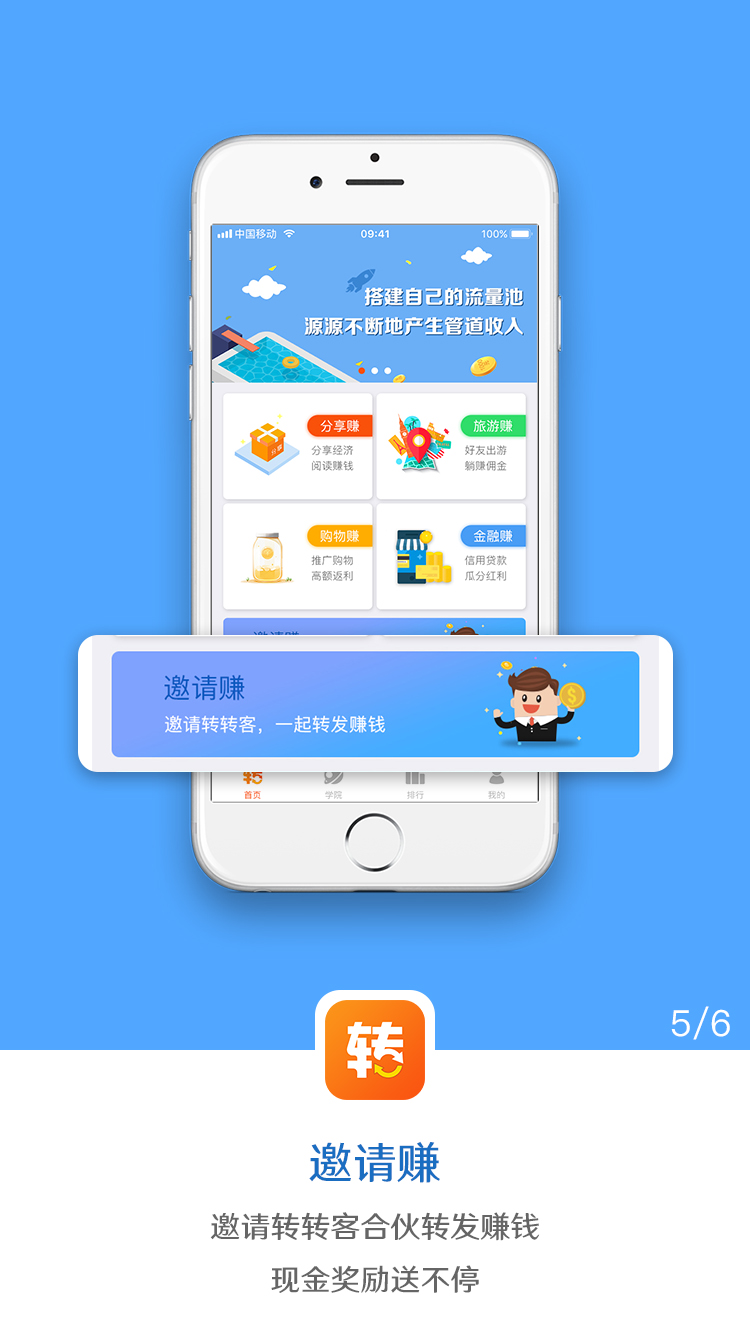 中国移动
09:41
100%
搭建自己的流量池
源源不断地产生管道收入
分享赚
分享经济
阅读赚钱
旅游赚
好友出游
躺赚佣金
购物赚
推广购物
高额返利
金融赚
信用贷款
瓜分红利
邀请赚
邀请赚
邀请转转客，一起转发赚钱
转
首页
学院
排行
我的
5/6
转
邀请赚
邀请转转客合伙转发赚钱
现金奖励送不停